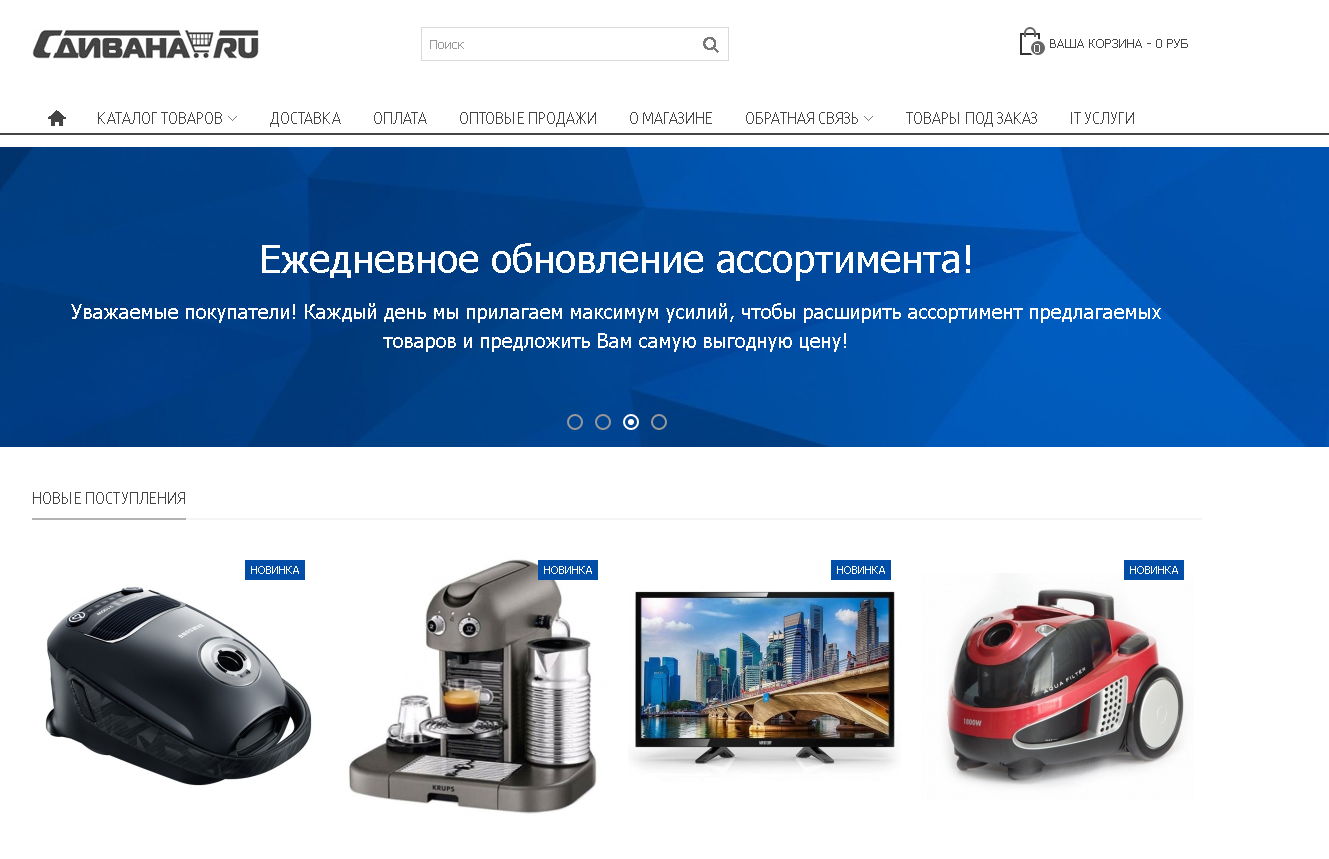 СДИВАНА.RU
Поиск
0
ВАША КОРЗИНА - 0 РУБ
КАТАЛОГ ТОВАРОВ
ДОСТАВКА
ОПЛАТА
ОПТОВЫЕ ПРОДАЖИ
О МАГАЗИНЕ
ОБРАТНАЯ СВЯЗЬ
ТОВАРЫ ПОД ЗАКАЗ
IT УСЛУГИ
Ежедневное обновление ассортимента!
Уважаемые покупатели! Каждый день мы прилагаем максимум усилий, чтобы расширить ассортимент предлагаемых
товаров и предложить Вам самую выгодную цену!
НОВЫЕ ПОСТУПЛЕНИЯ
НОВИНКА
НОВИНКА
НОВИНКА
НОВИНКА
SAMSUNG
KRUPS
AQUA FILTER
1800W